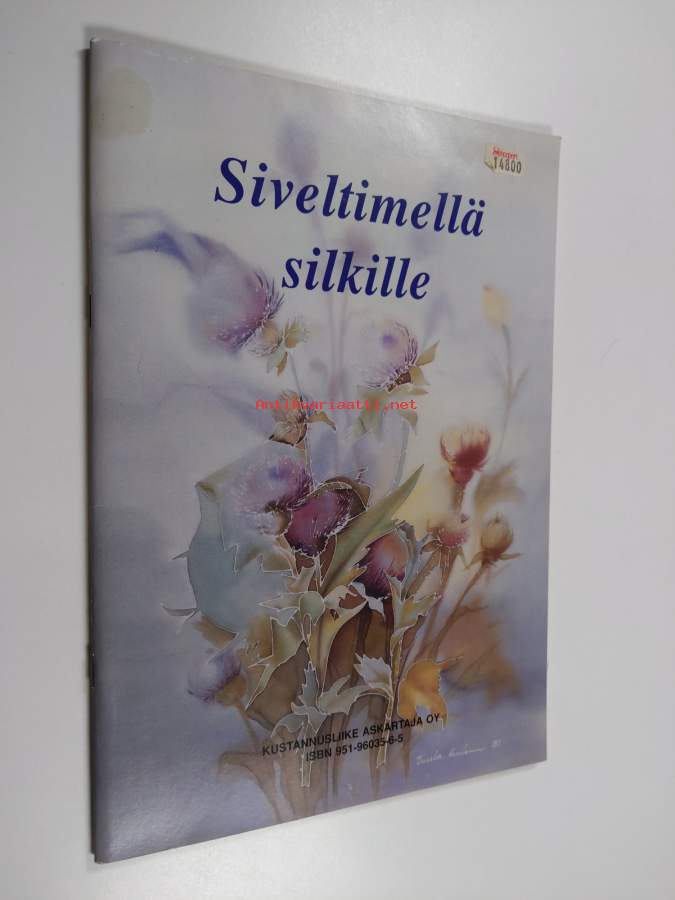 14800
Siveltimellä
silkille
Antikvariaatti.net
KUSTANNUSLIIKE ASKARTAJA OY
ISBN 951-96035-6-5